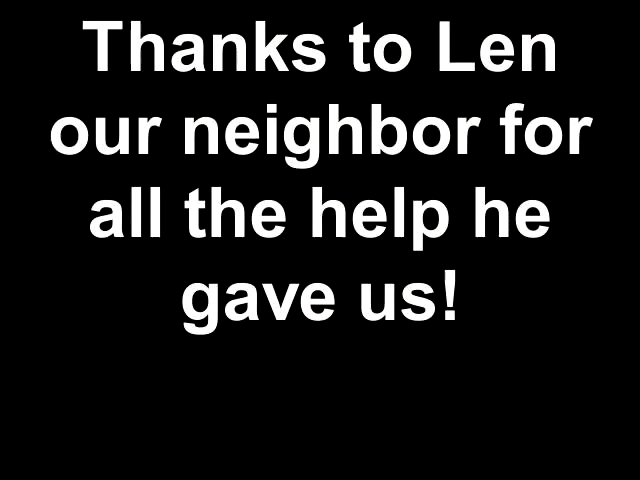 Thanks to Len
our neighbor for
all the help he
gave us!